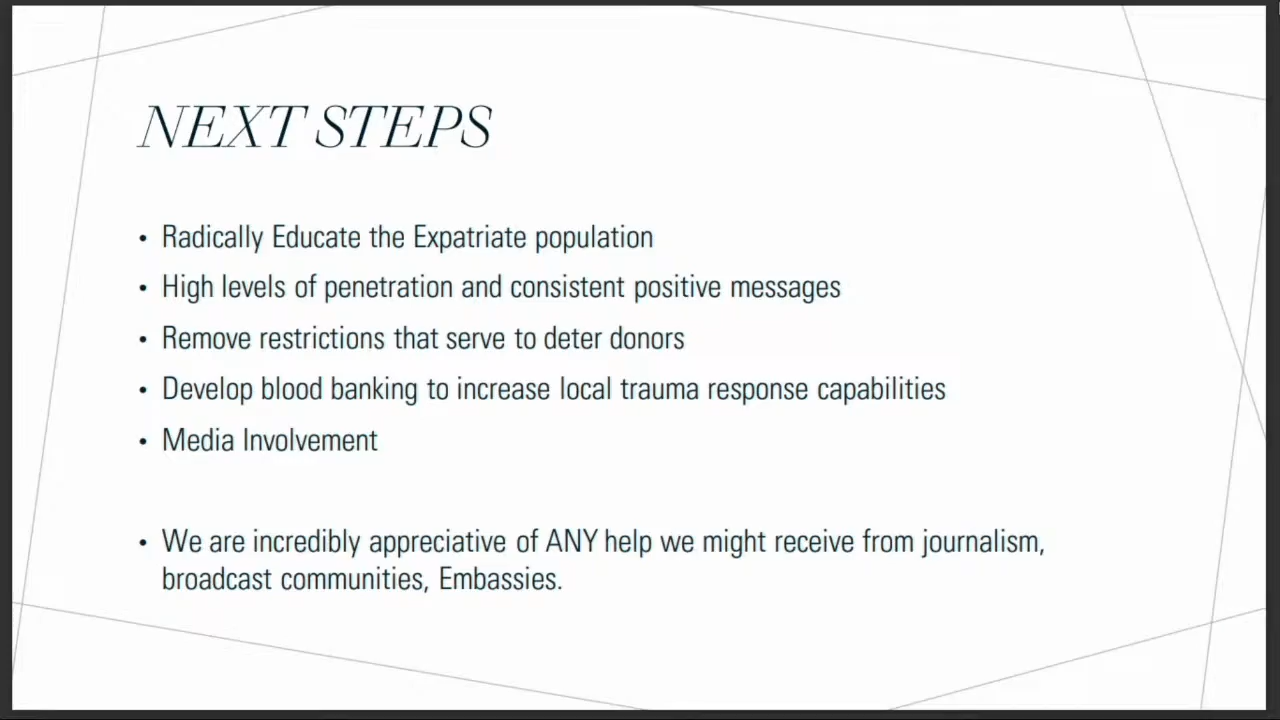 NEXT STEPS
• Radically Educate the Expatriate population
• High levels of penetration and consistent positive messages
• Remove restrictions that serve to deter donors
• Develop blood banking to increase local trauma response capabilities
• Media Involvement
• We are incredibly appreciative of ANY help we might receive from journalism,
broadcast communities, Embassies.